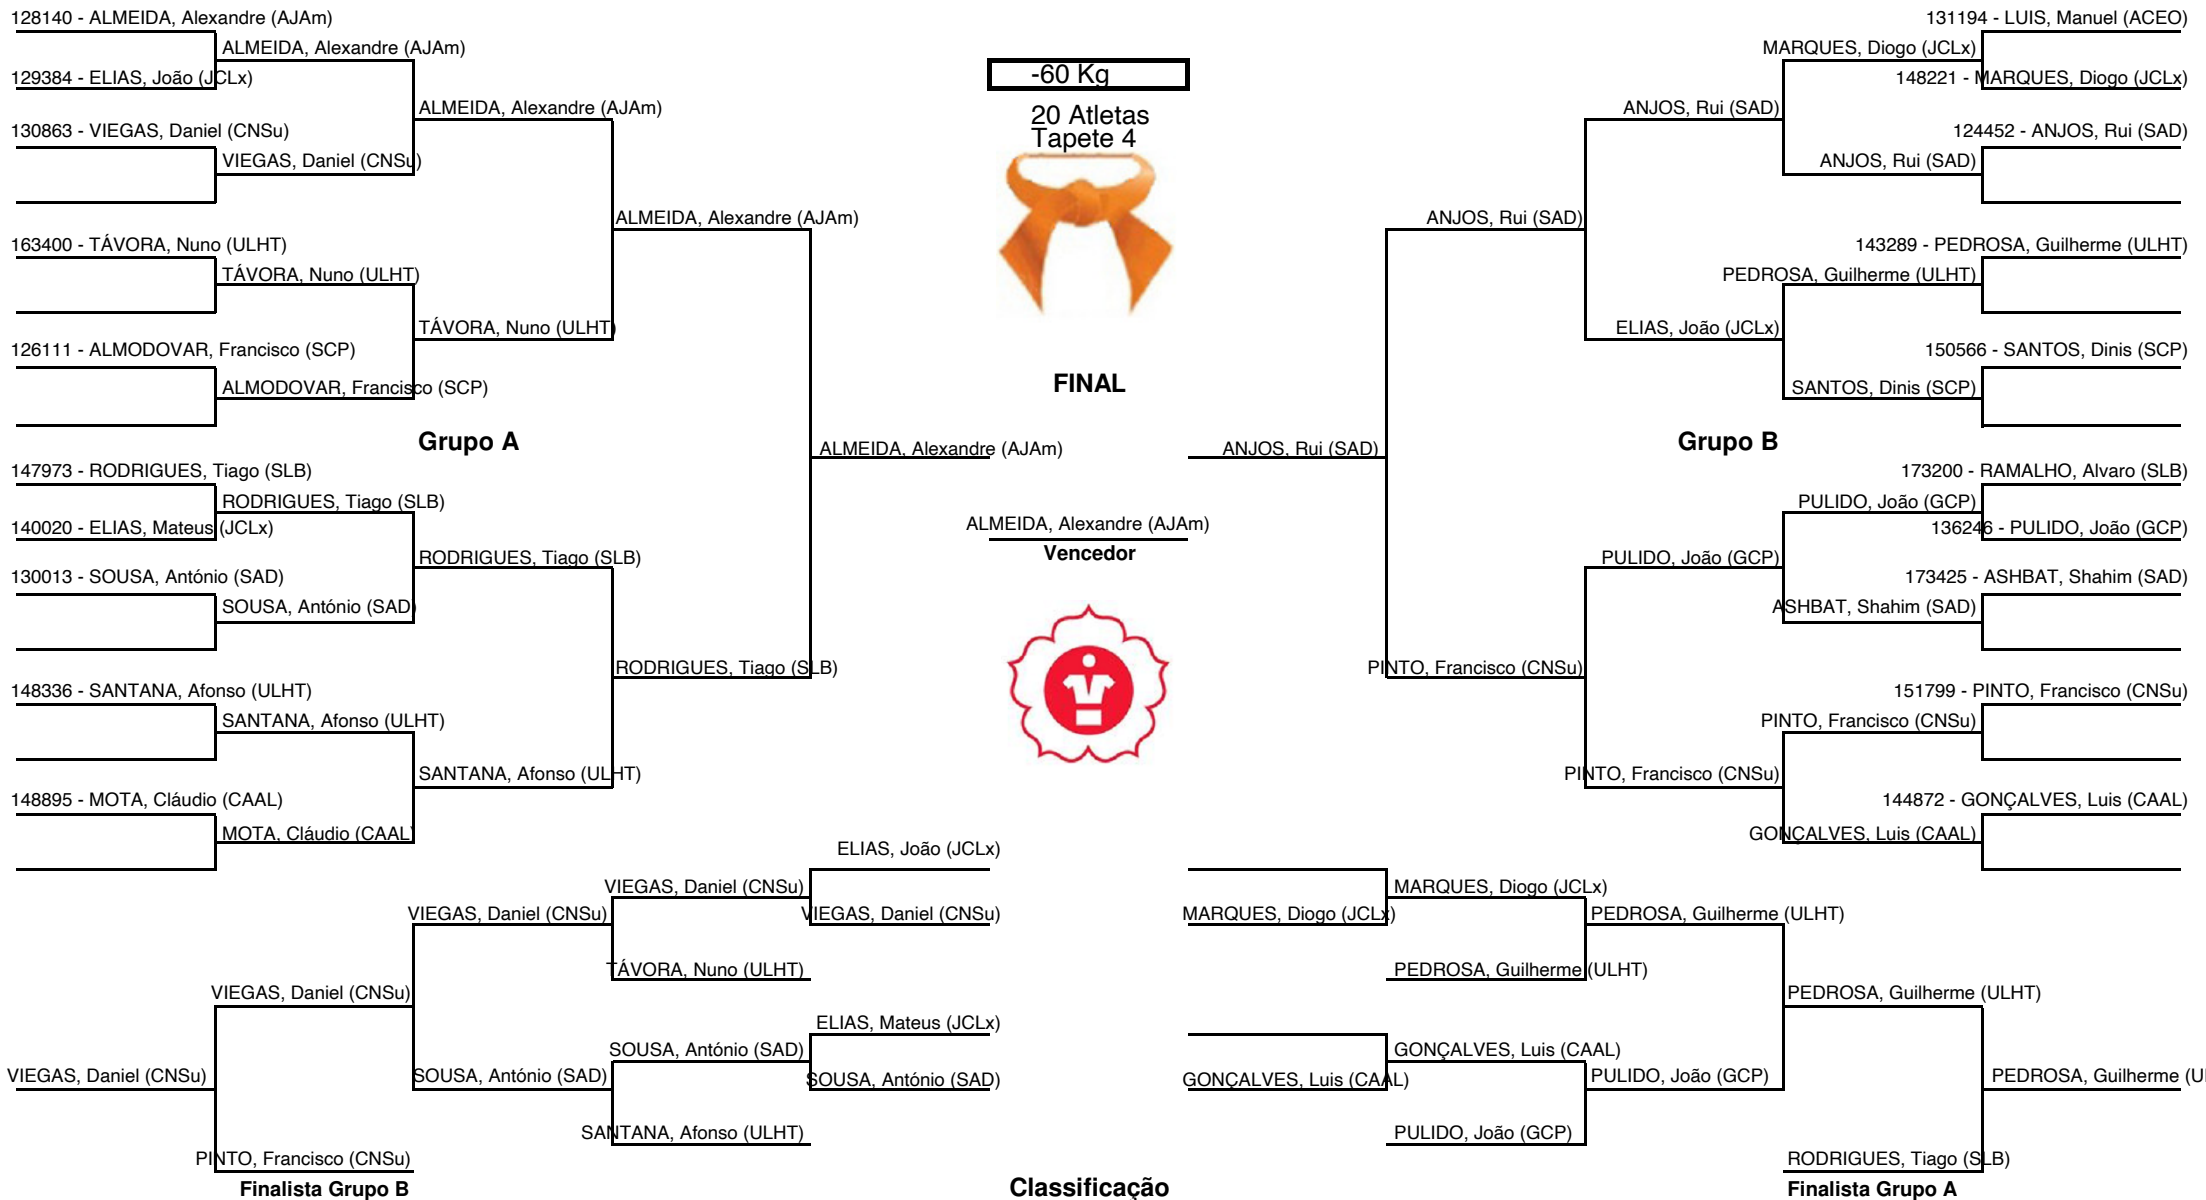 128140 - ALMEIDA, Alexandre (AJAm)
ALMEIDA, Alexandre (AJAm)
129384 - ELIAS, João (JCLx)
ALMEIDA, Alexandre (AJAm)
130863 - VIEGAS, Daniel (CNSu)
VIEGAS, Daniel (CNSu)
ALMEIDA, Alexandre (AJAm)
163400 - TÁVORA, Nuno (ULHT)
TÁVORA, Nuno (ULHT)
TÁVORA, Nuno (ULHT)
126111 - ALMODOVAR, Francisco (SCP)
ALMODOVAR, Francisco (SCP)
Grupo A
ALMEIDA, Alexandre (AJAm)
147973 - RODRIGUES, Tiago (SLB)
RODRIGUES, Tiago (SLB)
140020 - ELIAS, Mateus (JCLx)
RODRIGUES, Tiago (SLB)
130013 - SOUSA, António (SAD)
SOUSA, António (SAD)
RODRIGUES, Tiago (SLB)
148336 - SANTANA, Afonso (ULHT)
SANTANA, Afonso (ULHT)
SANTANA, Afonso (ULHT)
148895 - MOTA, Cláudio (CAAL)
MOTA, Cláudio (CAAL)
-60 Kg
20 Atletas
Tapete 4
FINAL
ALMEIDA, Alexandre (AJAm)
Vencedor
131194 - LUIS, Manuel (ACEO)
MARQUES, Diogo (JCLx)
148221 - MARQUES, Diogo (JCLx)
ANJOS, Rui (SAD)
124452 - ANJOS, Rui (SAD)
ANJOS, Rui (SAD)
ANJOS, Rui (SAD)
143289 - PEDROSA, Guilherme (ULHT)
PEDROSA, Guilherme (ULHT)
ELIAS, João (JCLx)
150566 - SANTOS, Dinis (SCP)
SANTOS, Dinis (SCP)
Grupo B
ANJOS, Rui (SAD)
173200 - RAMALHO, Alvaro (SLB)
PULIDO, João (GCP)
136246 - PULIDO, João (GCP)
PULIDO, João (GCP)
173425 - ASHBAT, Shahim (SAD)
ASHBAT, Shahim (SAD)
PINTO, Francisco (CNSu)
151799 - PINTO, Francisco (CNSu)
PINTO, Francisco (CNSu)
PINTO, Francisco (CNSu)
144872 - GONÇALVES, Luis (CAAL)
GONÇALVES, Luis (CAAL)
ELIAS, João (JCLx)
VIEGAS, Daniel (CNSu)
VIEGAS, Daniel (CNSu)
VIEGAS, Daniel (CNSu)
TÁVORA, Nuno (ULHT)
VIEGAS, Daniel (CNSu)
ELIAS, Mateus (JCLx)
SOUSA, António (SAD)
SOUSA, António (SAD)
SOUSA, António (SAD)
VIEGAS, Daniel (CNSu)
SANTANA, Afonso (ULHT)
PINTO, Francisco (CNSu)
Finalista Grupo B
MARQUES, Diogo (JCLx)
MARQUES, Diogo (JCLx)
PEDROSA, Guilherme (ULHT)
PEDROSA, Guilherme (ULHT)
PEDROSA, Guilherme (ULHT)
GONÇALVES, Luis (CAAL)
GONÇALVES, Luis (CAAL)
PULIDO, João (GCP)
PEDROSA, Guilherme (U
PULIDO, João (GCP)
RODRIGUES, Tiago (SLB)
Finalista Grupo A
Classificação